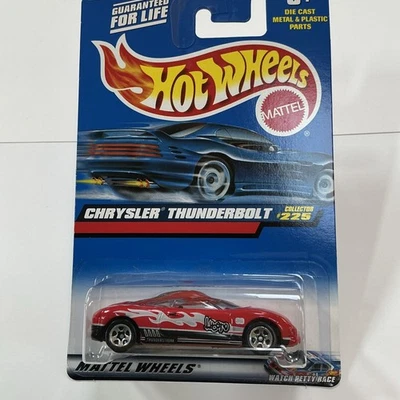 GUARANTEED
FOR LIFE
DIE CAST
METAL & PLASTIC
PARTS
Hot Wheels
MATTEL
CHRYSLER THUNDERBOLT
COLLECTOR
#225
MATTEL WHEELS
WATCH BETTY RACE